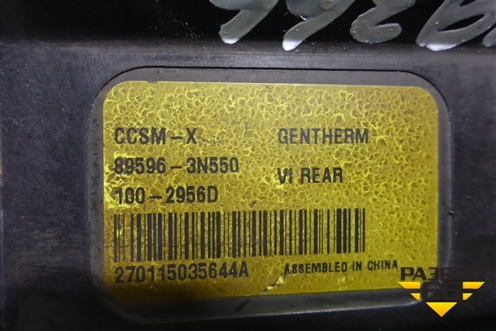 CCSM-X GENTHERM
89596-3N550 VI REAR
100-2956D
270115035644A ASSEMBLED IN CHINA